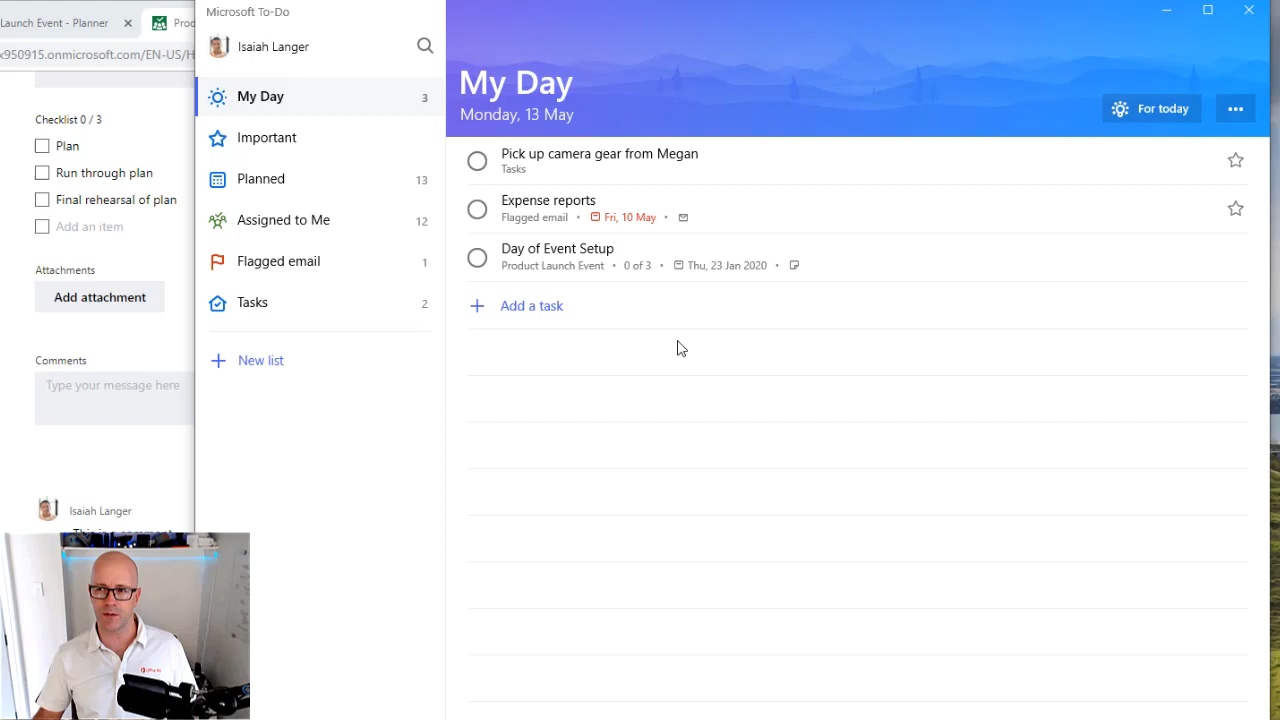 Launch Event - Planner
Prod
x950915.onmicrosoft.com/EN-US/H
Checklist 0 / 3
Plan
Run through plan
Final rehearsal of plan
Add an item
Attachments
Add attachment
Comments
Type your message here
Isaiah Langer
Microsoft To-Do
Isaiah Langer
My Day 3
Important
Planned 13
Assigned to Me 12
Flagged email 1
Tasks 2
New list
My Day
Monday, 13 May
For today
Pick up camera gear from Megan
Tasks
Expense reports
Flagged email • Fri, 10 May •
Day of Event Setup
Product Launch Event • 0 of 3 • Thu, 23 Jan 2020 •
Add a task